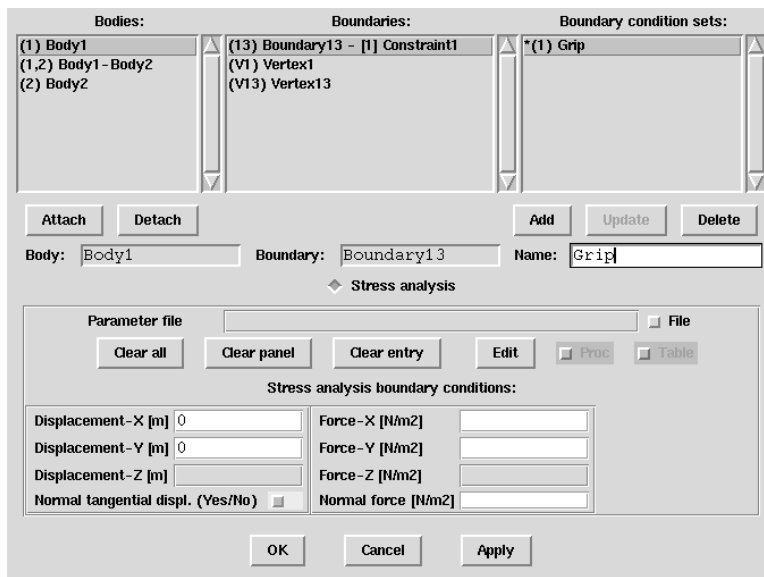 Bodies: Boundaries: Boundary condition sets:
(1) Body1 (13) Boundary13 - [1] Constraint1 *(1) Grip
(1,2) Body1-Body2 (V1) Vertex1
(2) Body2 (V13) Vertex13
Attach Detach Add Update Delete
Body: Body1 Boundary: Boundary13 Name: Grip
Stress analysis
Parameter file File
Clear all Clear panel Clear entry Edit Proc Table
Stress analysis boundary conditions:
Displacement-X [m] 0 Force-X [N/m2]
Displacement-Y [m] 0 Force-Y [N/m2]
Displacement-Z [m] Force-Z [N/m2]
Normal tangential displ. (Yes/No) Normal force [N/m2]
OK Cancel Apply